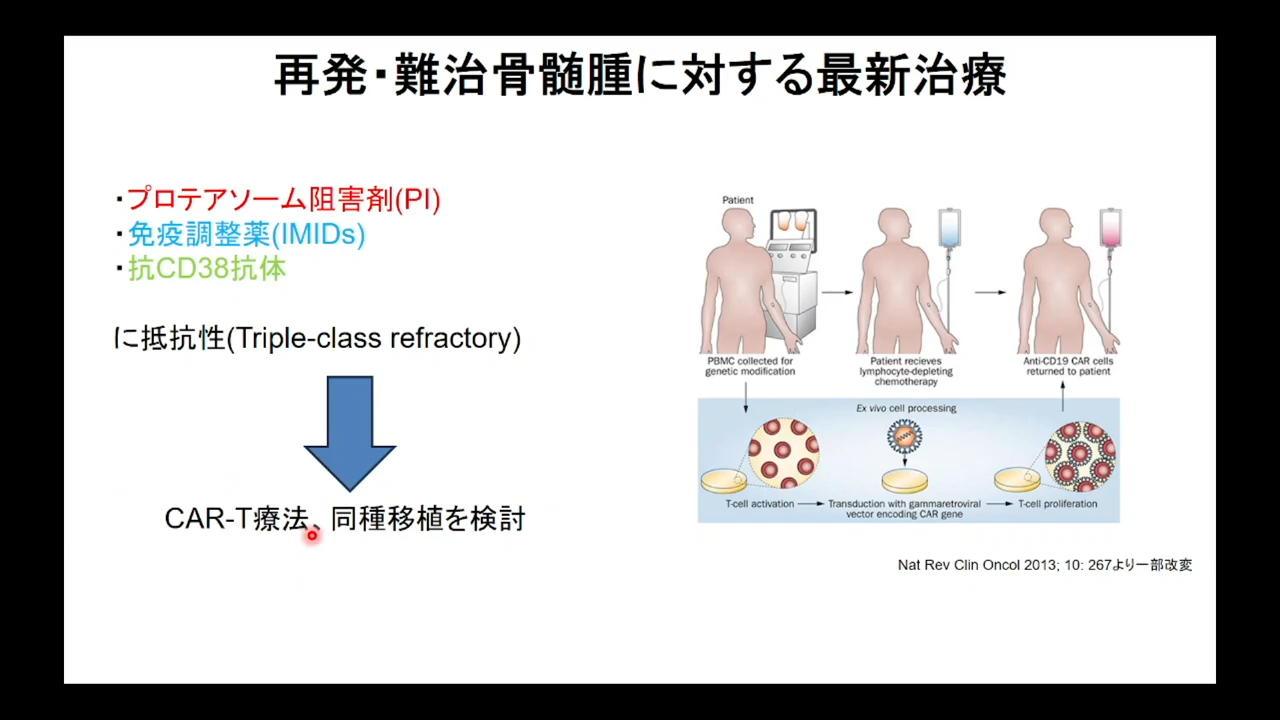 再発・難治骨髄腫に対する最新治療
・プロテアソーム阻害剤(PI)
・免疫調整薬(IMIDs)
・抗CD38抗体
に抵抗性(Triple-class refractory)
CAR-T療法、同種移植を検討
Patient
PBMC collected for
genetic modification
Patient recieves
lymphocyte-depleting
chemotherapy
Anti-CD19 CAR cells
returned to patient
Ex vivo cell processing
T-cell activation
Transduction with gammaretroviral
vector encoding CAR gene
T-cell proliferation
Nat Rev Clin Oncol 2013; 10: 267より一部改変